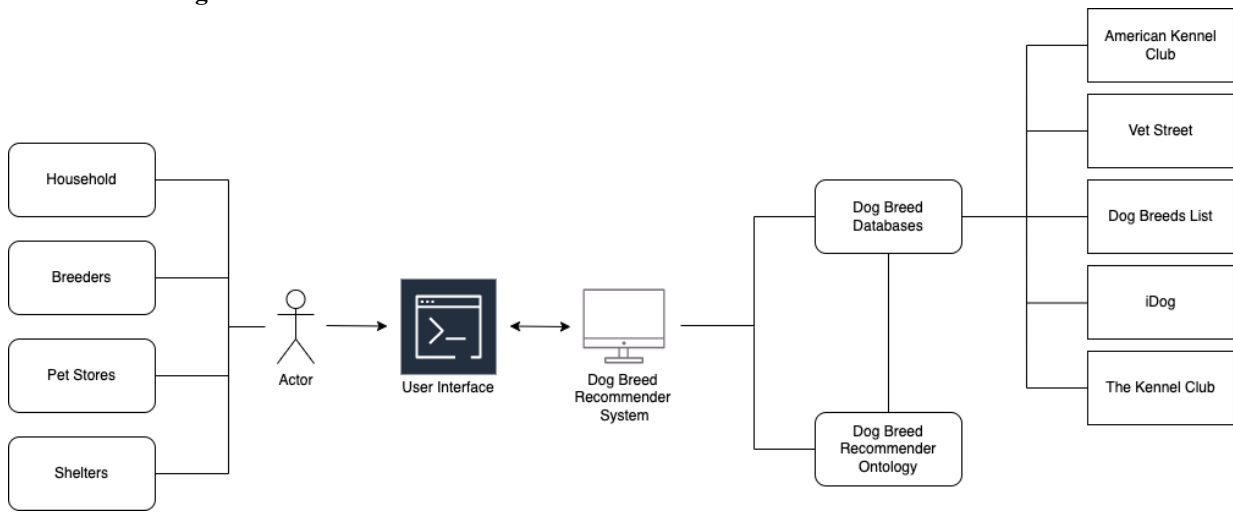 Household
Breeders
Pet Stores
Shelters
Actor
User Interface
Dog Breed
Recommender
System
Dog Breed
Databases
Dog Breed
Recommender
Ontology
American Kennel
Club
Vet Street
Dog Breeds List
iDog
The Kennel Club